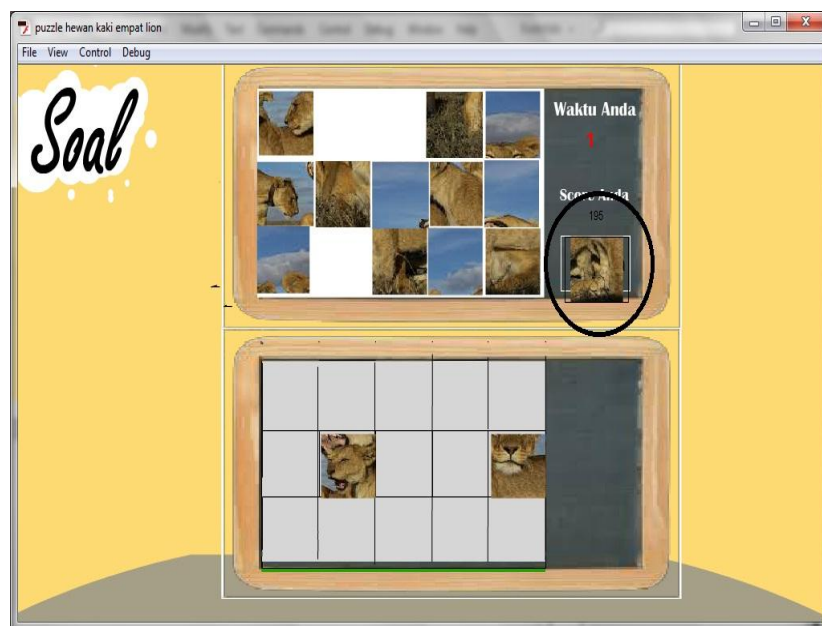 puzzle hewan kaki empat lion
File View Control Debug
Soal
Waktu Anda
1
Score Anda
195